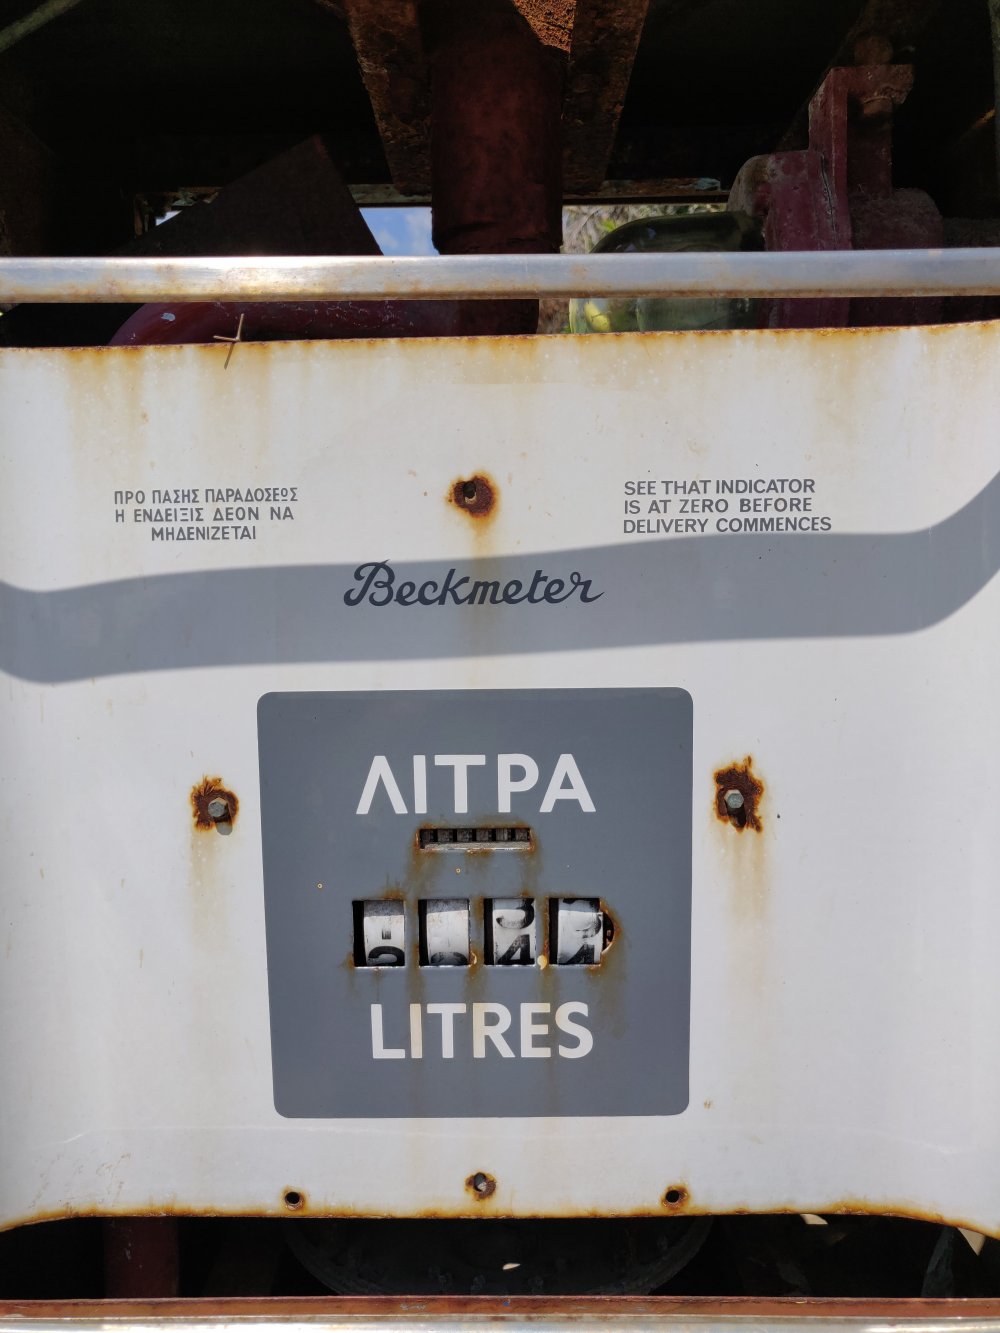 ΠΡΟ ΠΑΣΗΣ ΠΑΡΑΔΟΣΕΩΣ
Η ΕΝΔΕΙΞΙΣ ΔΕΟΝ ΝΑ
ΜΗΔΕΝΙΖΕΤΑΙ
SEE THAT INDICATOR
IS AT ZERO BEFORE
DELIVERY COMMENCES
Beckmeter
ΛΙΤΡΑ
LITRES